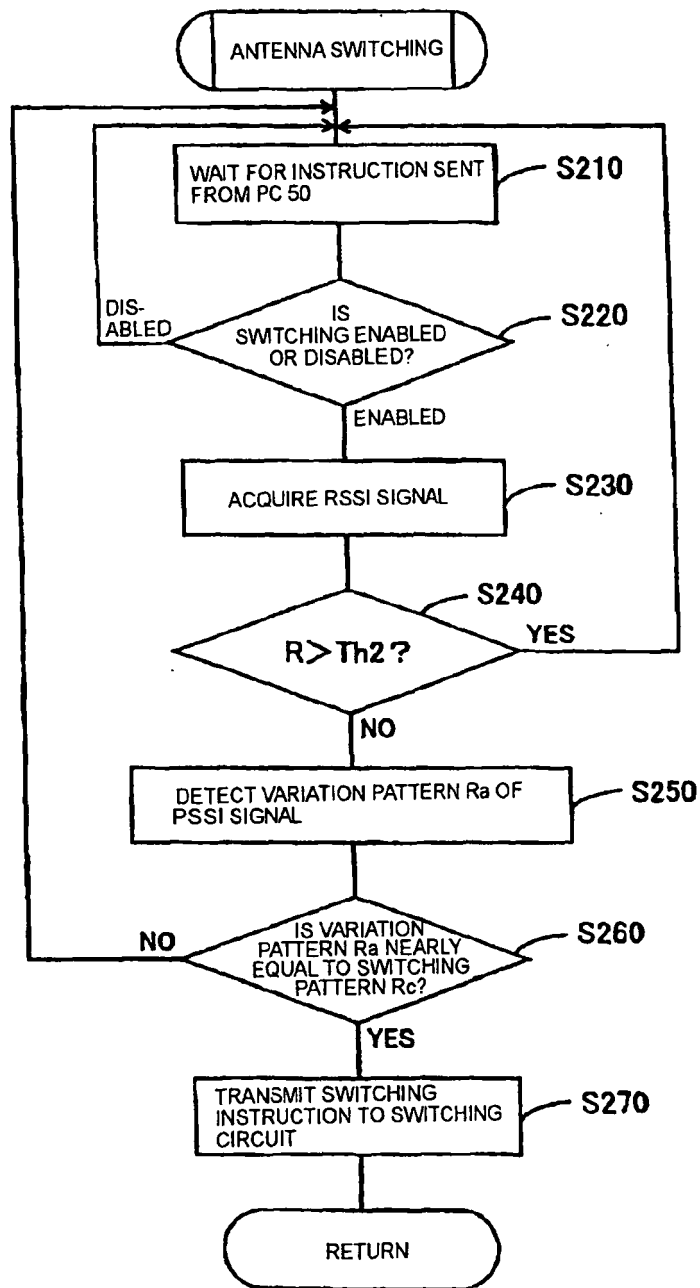 ANTENNA SWITCHING
WAIT FOR INSTRUCTION SENT
FROM PC 50
S210
DIS-
ABLED
IS
SWITCHING ENABLED
OR DISABLED?
S220
ENABLED
ACQUIRE RSSI SIGNAL
S230
S240
R>Th2?
YES
NO
DETECT VARIATION PATTERN Ra OF
PSSI SIGNAL
S250
NO
IS VARIATION
PATTERN Ra NEARLY
EQUAL TO SWITCHING
PATTERN Rc?
S260
YES
TRANSMIT SWITCHING
INSTRUCTION TO SWITCHING
CIRCUIT
S270
RETURN